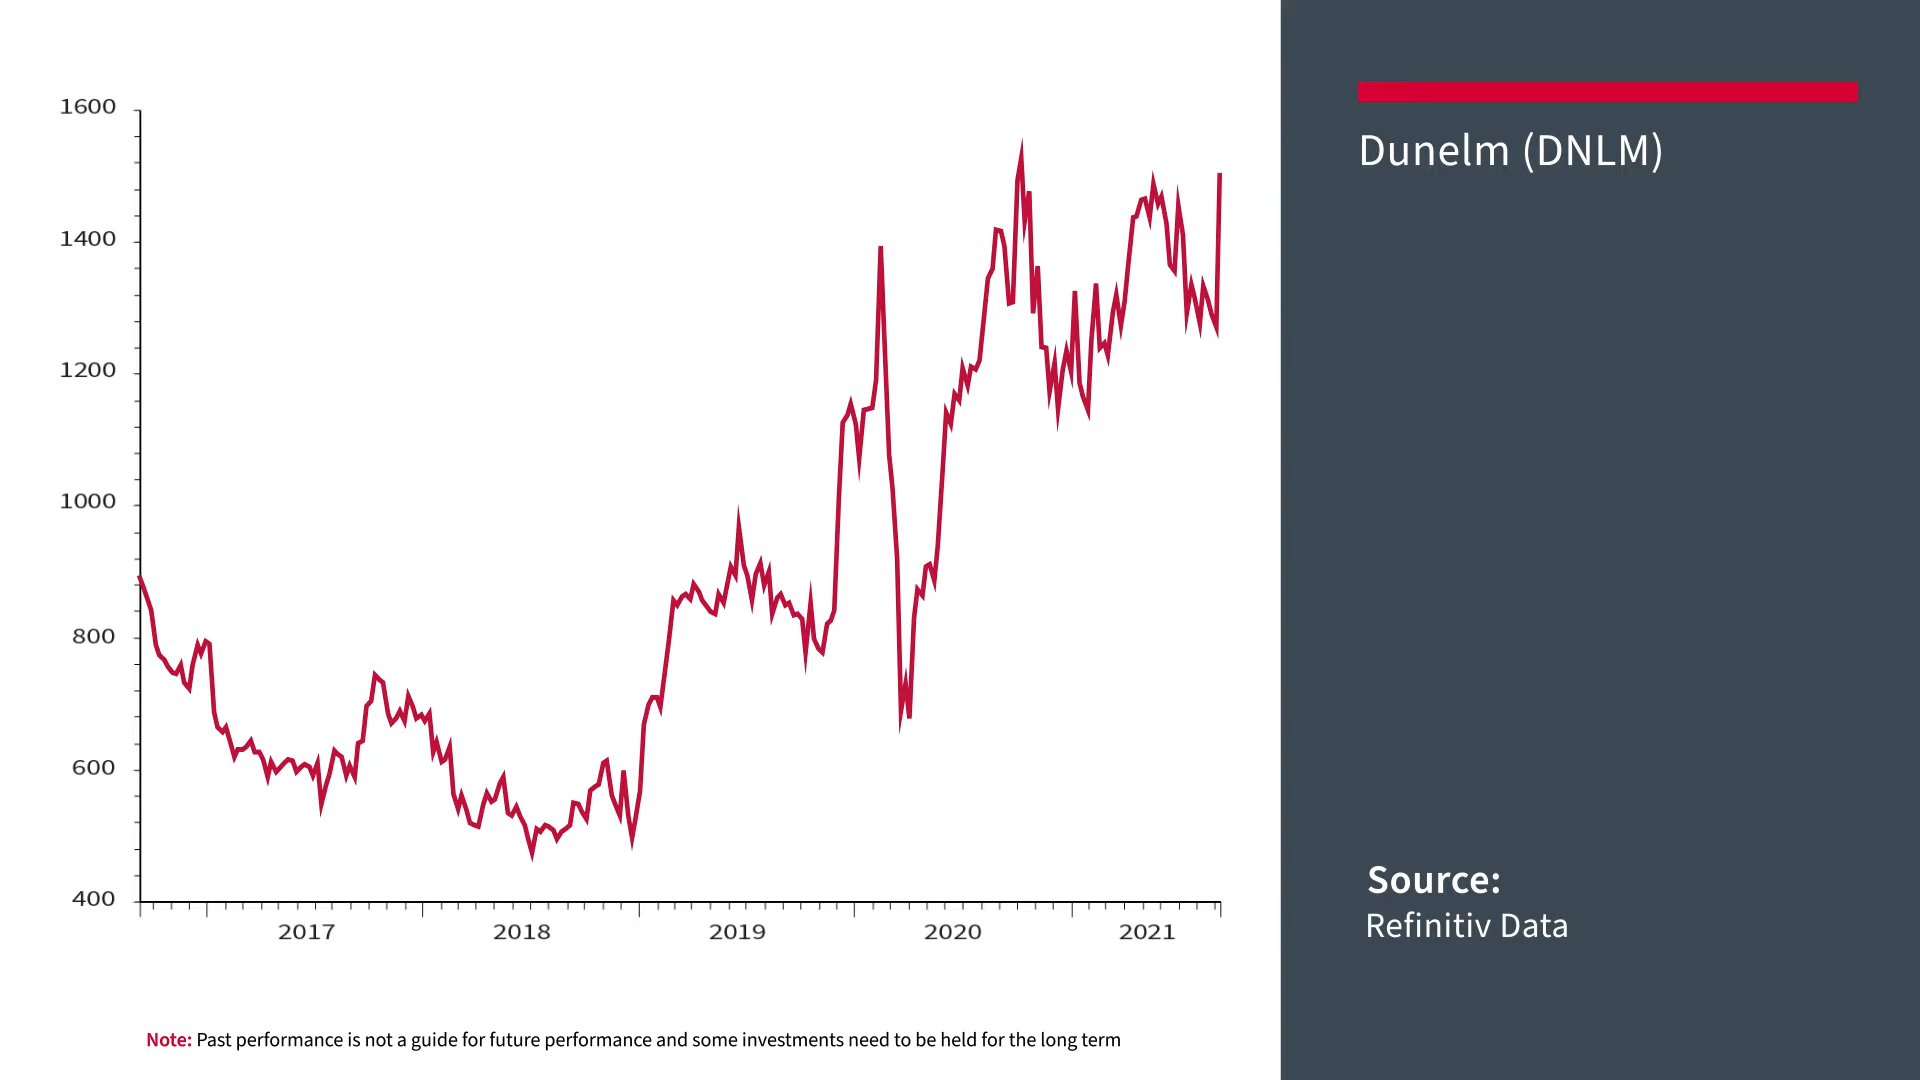 1600
1400
1200
1000
800
600
400
2017 2018 2019 2020 2021
Note: Past performance is not a guide for future performance and some investments need to be held for the long term
Dunelm (DNLM)
Source:
Refinitiv Data